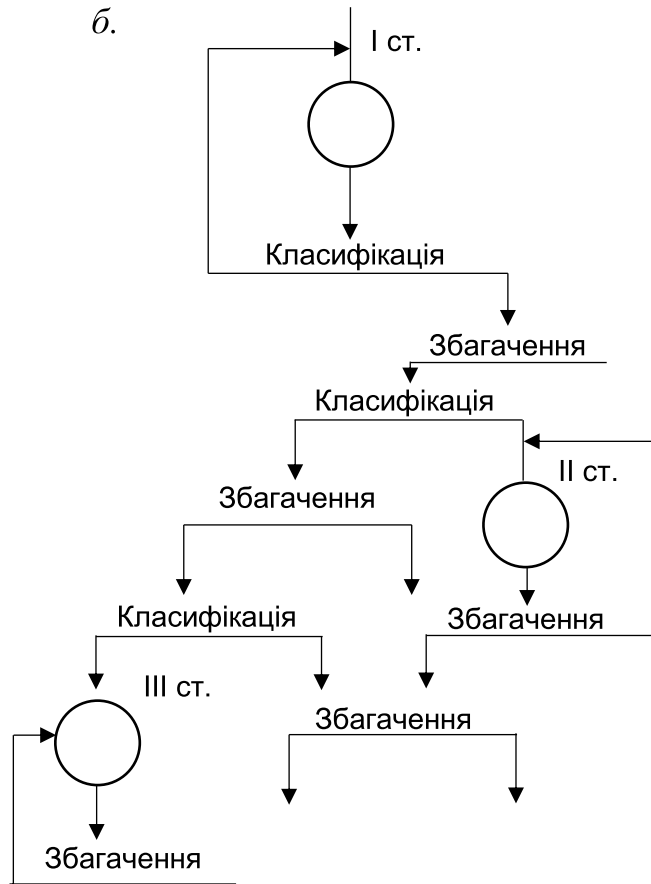 б.
I ст.
Класифікація
Збагачення
Класифікація
II ст.
Збагачення
Класифікація
Збагачення
III ст.
Збагачення
Збагачення